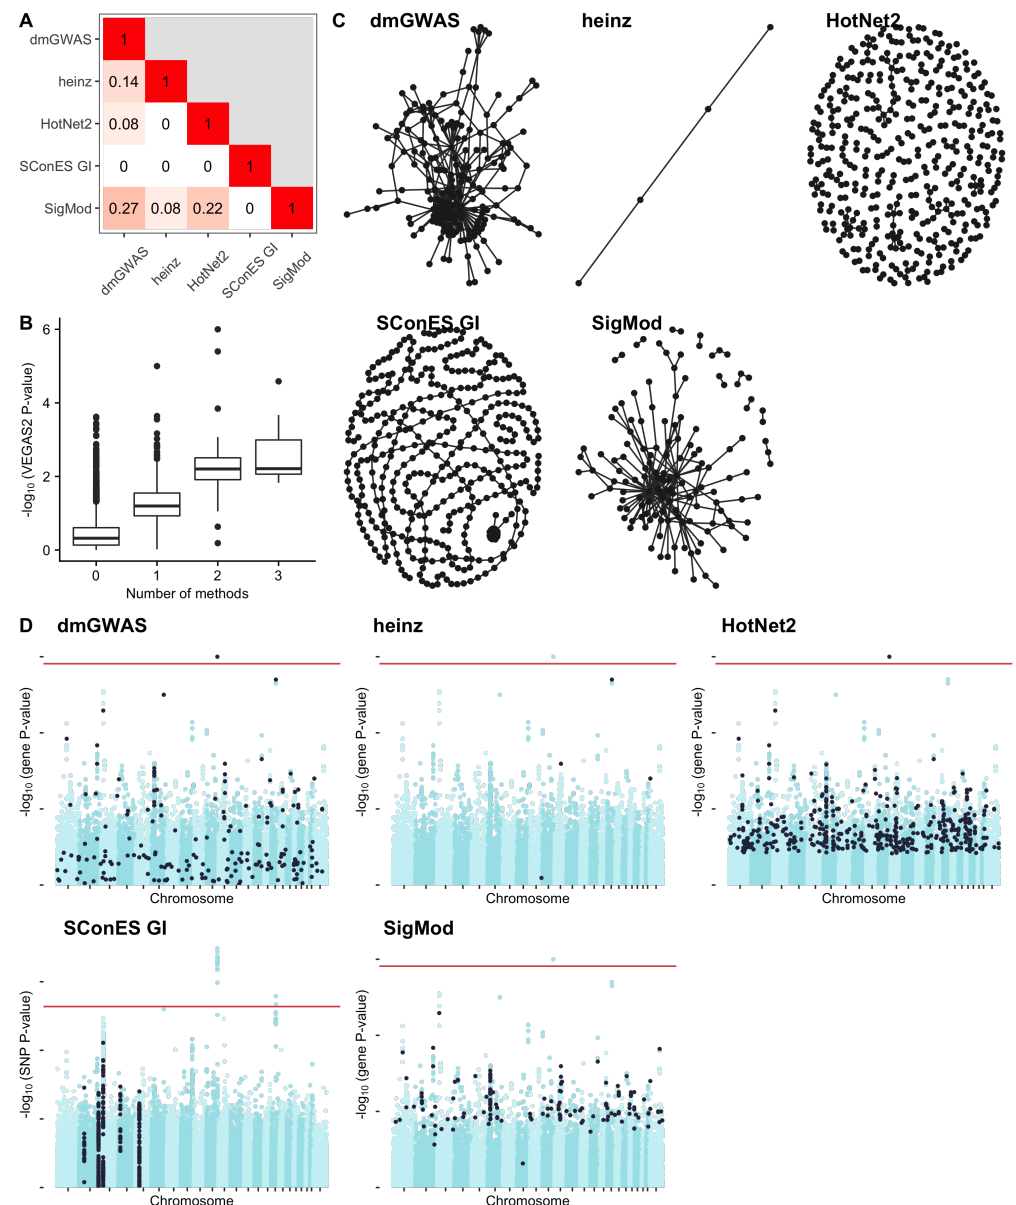 A
dmGWAS
1
heinz
0.14
1
HotNet2
0.08
0
1
SConES GI
0
0
0
1
SigMod
0.27
0.08
0.22
0
1
dmGWAS
heinz
HotNet2
SConES GI
SigMod
B
-log10 (VEGAS2 P-value)
6
4
2
0
0
1
2
3
Number of methods
C
dmGWAS
heinz
HotNet2
SConES GI
SigMod
D
dmGWAS
-log10 (gene P-value)
Chromosome
heinz
-log10 (gene P-value)
Chromosome
HotNet2
-log10 (gene P-value)
Chromosome
SConES GI
-log10 (SNP P-value)
Chromosome
SigMod
-log10 (gene P-value)
Chromosome